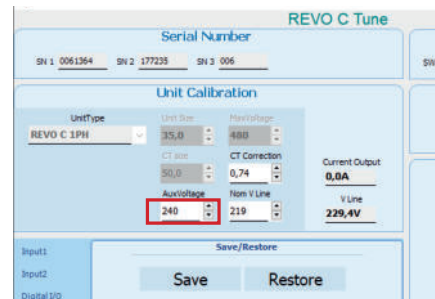 REVO C Tune
Serial Number
SN 1 0061364 SN 2 177235 SN 3 006
SW
Unit Calibration
UnitType Unit Size MaxVoltage
REVO C 1PH 35,0 480
CT size CT Correction
50,0 0,74
Current Output
0,0A
AuxVoltage Nom V Line
240 219
V Line
229,4V
Input1
Input2
Digital I/O
Save/Restore
Save Restore